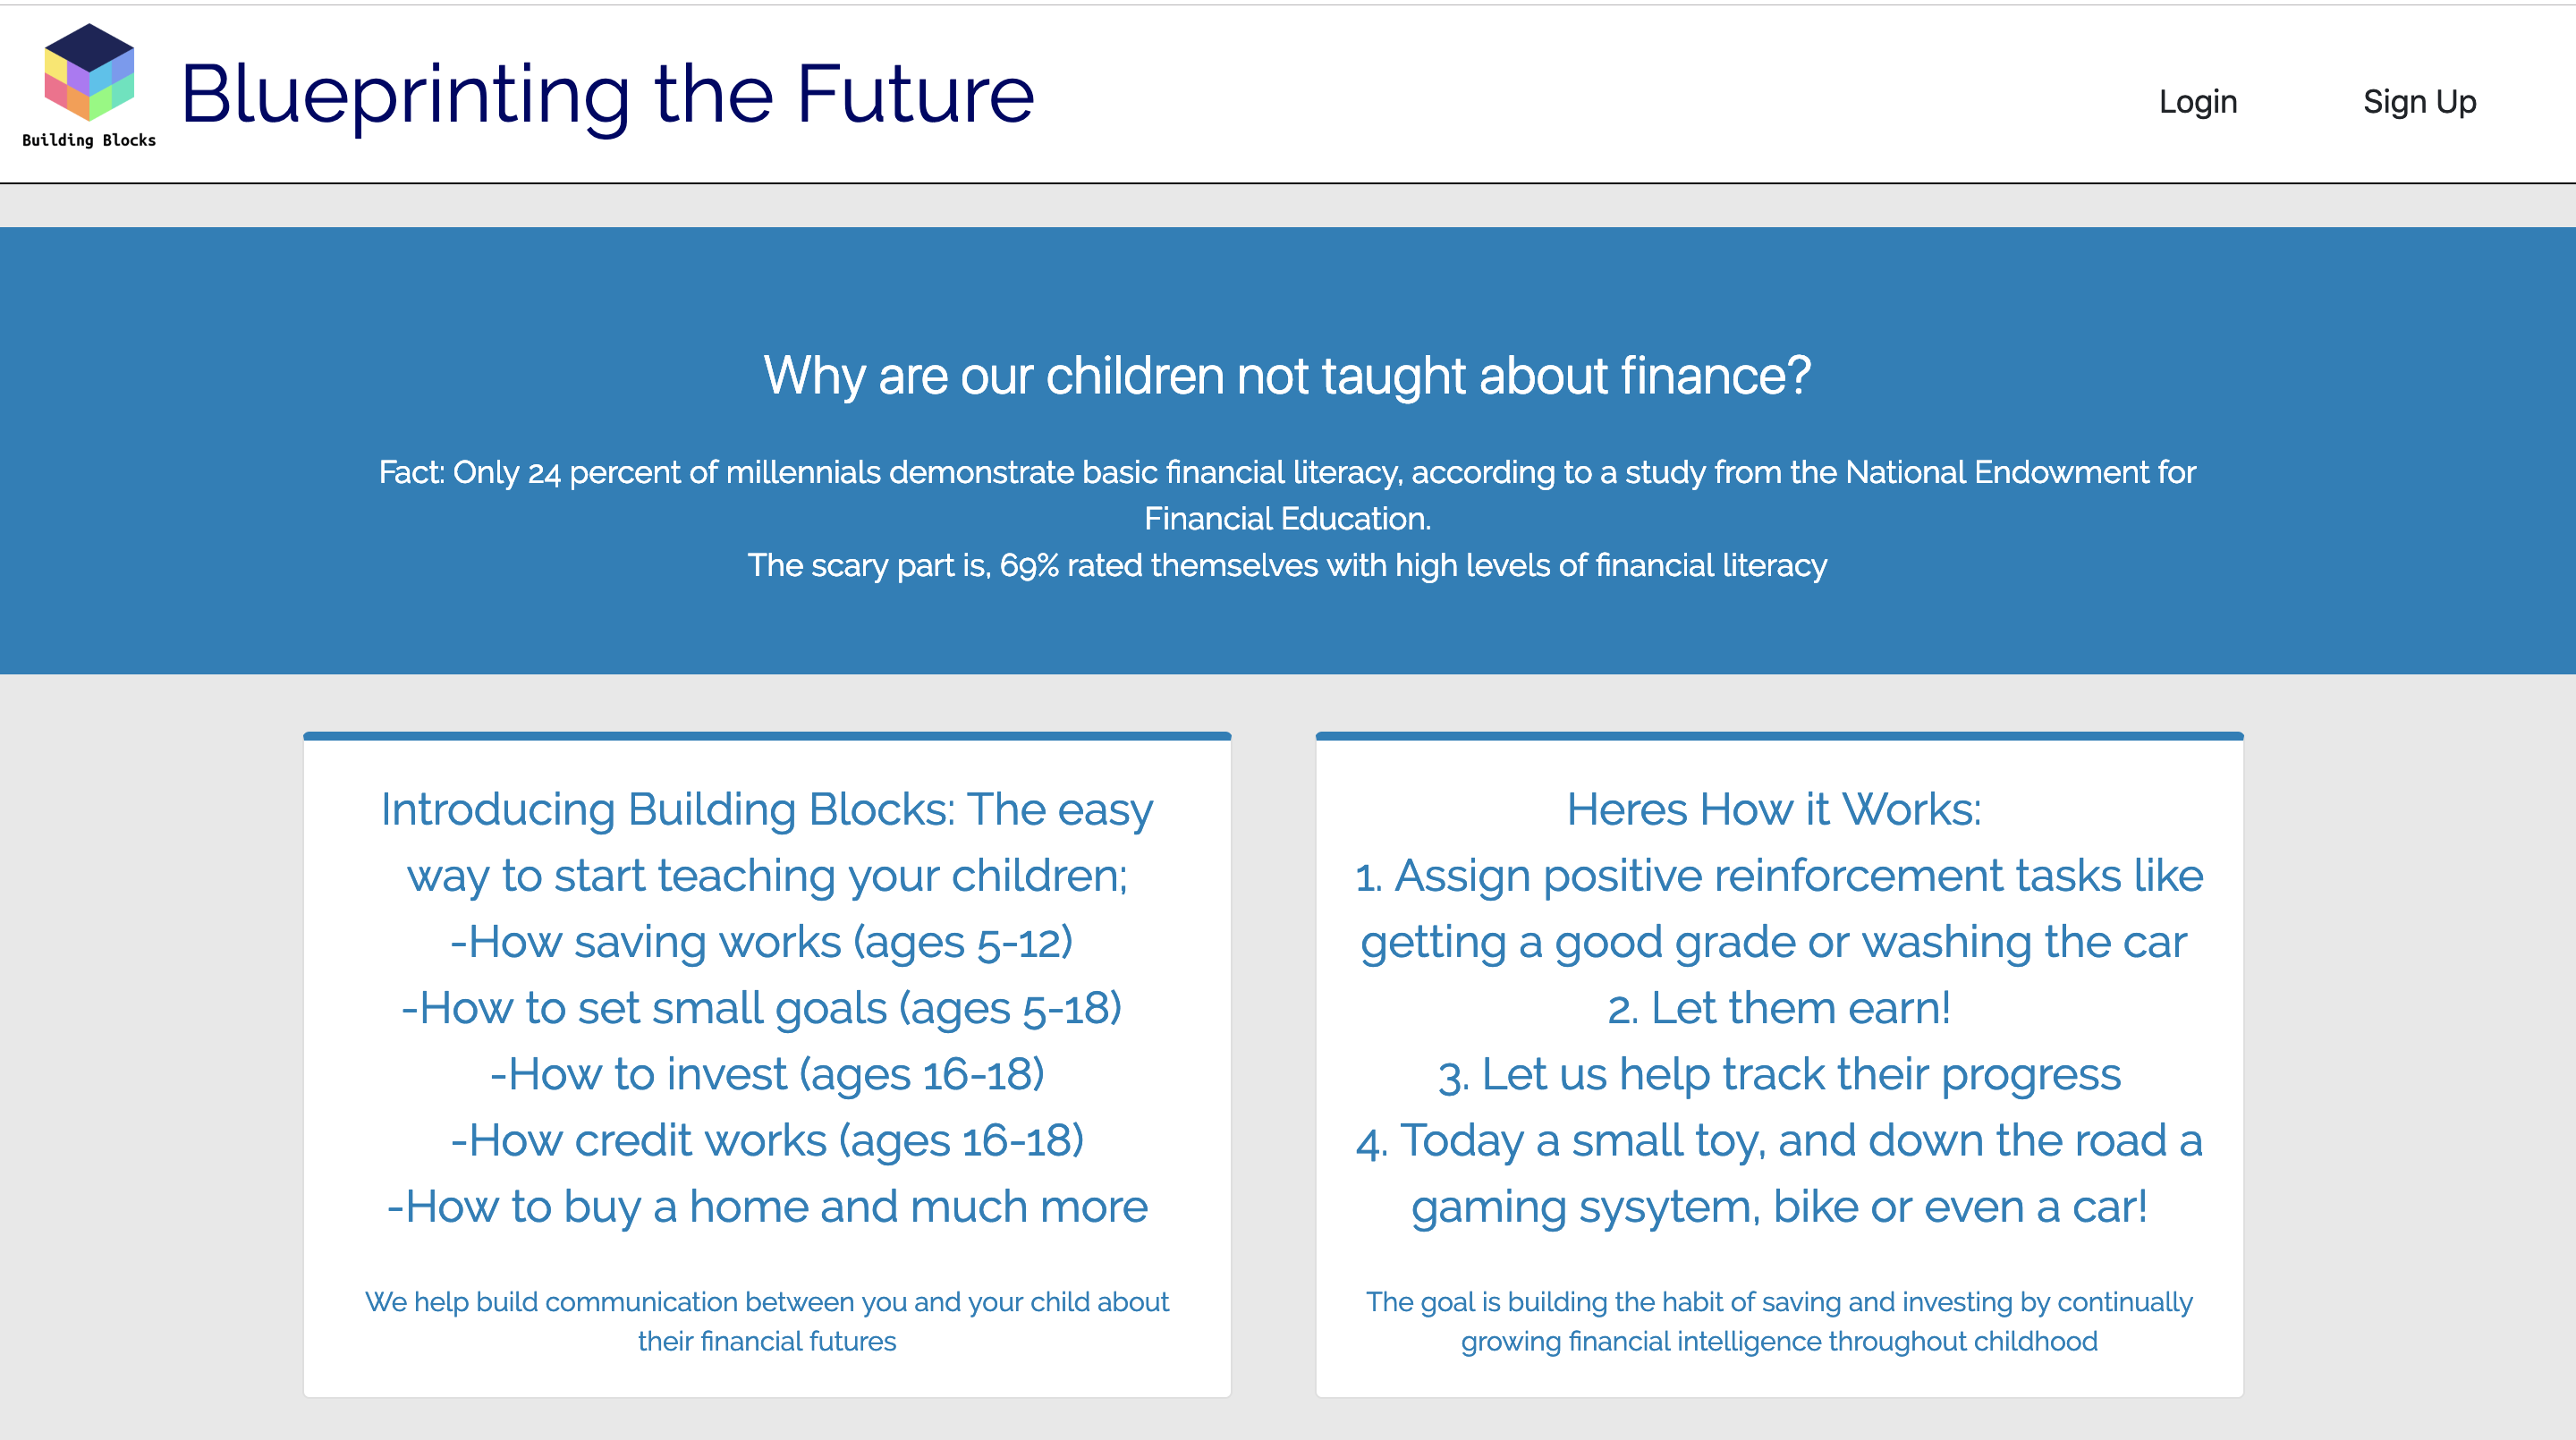 Building Blocks
Blueprinting the Future
Login
Sign Up
Why are our children not taught about finance?
Fact: Only 24 percent of millennials demonstrate basic financial literacy, according to a study from the National Endowment for
Financial Education.
The scary part is, 69% rated themselves with high levels of financial literacy
Introducing Building Blocks: The easy
way to start teaching your children;
-How saving works (ages 5-12)
-How to set small goals (ages 5-18)
-How to invest (ages 16-18)
-How credit works (ages 16-18)
-How to buy a home and much more
We help build communication between you and your child about
their financial futures
Heres How it Works:
1. Assign positive reinforcement tasks like
getting a good grade or washing the car
2. Let them earn!
3. Let us help track their progress
4. Today a small toy, and down the road a
gaming sysytem, bike or even a car!
The goal is building the habit of saving and investing by continually
growing financial intelligence throughout childhood